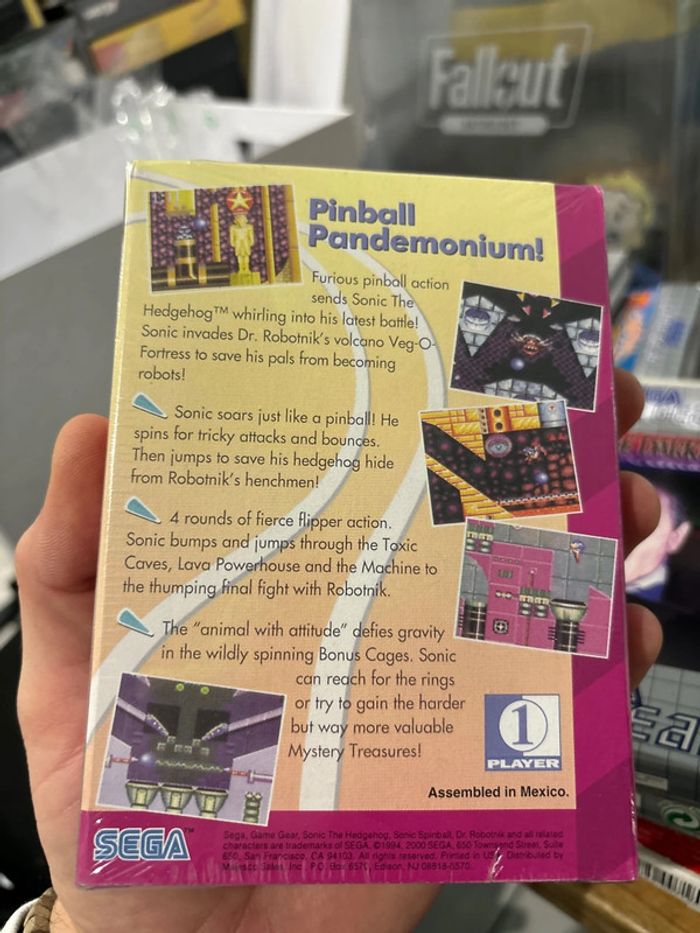 Fallout
Pinball
Pandemonium!
Furious pinball action
sends Sonic The
Hedgehog™ whirling into his latest battle!
Sonic invades Dr. Robotnik's volcano Veg-O-
Fortress to save his pals from becoming
robots!
Sonic soars just like a pinball! He
spins for tricky attacks and bounces.
Then jumps to save his hedgehog hide
from Robotnik's henchmen!
4 rounds of fierce flipper action.
Sonic bumps and jumps through the Toxic
Caves, Lava Powerhouse and the Machine to
the thumping final fight with Robotnik.
The "animal with attitude" defies gravity
in the wildly spinning Bonus Cages. Sonic
can reach for the rings
or try to gain the harder
but way more valuable
Mystery Treasures!
1
PLAYER
Assembled in Mexico.
SEGA™
Sega, Game Gear, Sonic The Hedgehog, Sonic Spinball, Dr. Robotnik and all related
characters are trademarks of SEGA. ©1994, 2000 SEGA, 650 Townsend Street, Suite
650, San Francisco, CA 94103. All rights reserved. Printed in US. Distributed by
Majesco Sales, Inc., P.O. Box 6570, Edison, NJ 08818-6570.